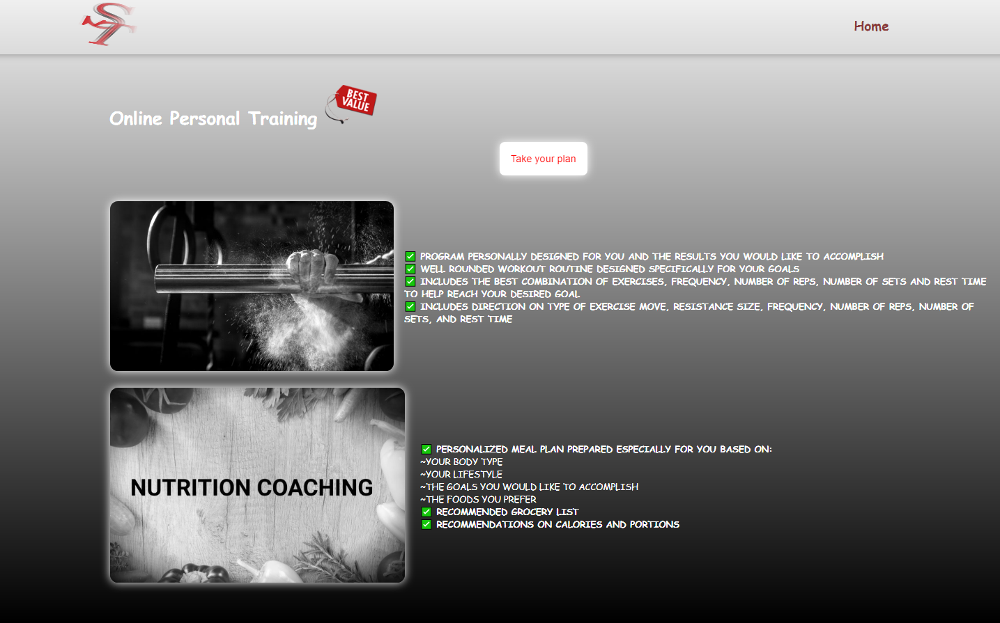 ST
Home
Online Personal Training
BEST
VALUE
Take your plan
✅ PROGRAM PERSONALLY DESIGNED FOR YOU AND THE RESULTS YOU WOULD LIKE TO ACCOMPLISH
✅ WELL ROUNDED WORKOUT ROUTINE DESIGNED SPECIFICALLY FOR YOUR GOALS
✅ INCLUDES THE BEST COMBINATION OF EXERCISES, FREQUENCY, NUMBER OF REPS, NUMBER OF SETS AND REST TIME
TO HELP REACH YOUR DESIRED GOAL
✅ INCLUDES DIRECTION ON TYPE OF EXERCISE MOVE, RESISTANCE SIZE, FREQUENCY, NUMBER OF REPS, NUMBER OF
SETS, AND REST TIME
NUTRITION COACHING
✅ PERSONALIZED MEAL PLAN PREPARED ESPECIALLY FOR YOU BASED ON:
~YOUR BODY TYPE
~YOUR LIFESTYLE
~THE GOALS YOU WOULD LIKE TO ACCOMPLISH
~THE FOODS YOU PREFER
✅ RECOMMENDED GROCERY LIST
✅ RECOMMENDATIONS ON CALORIES AND PORTIONS